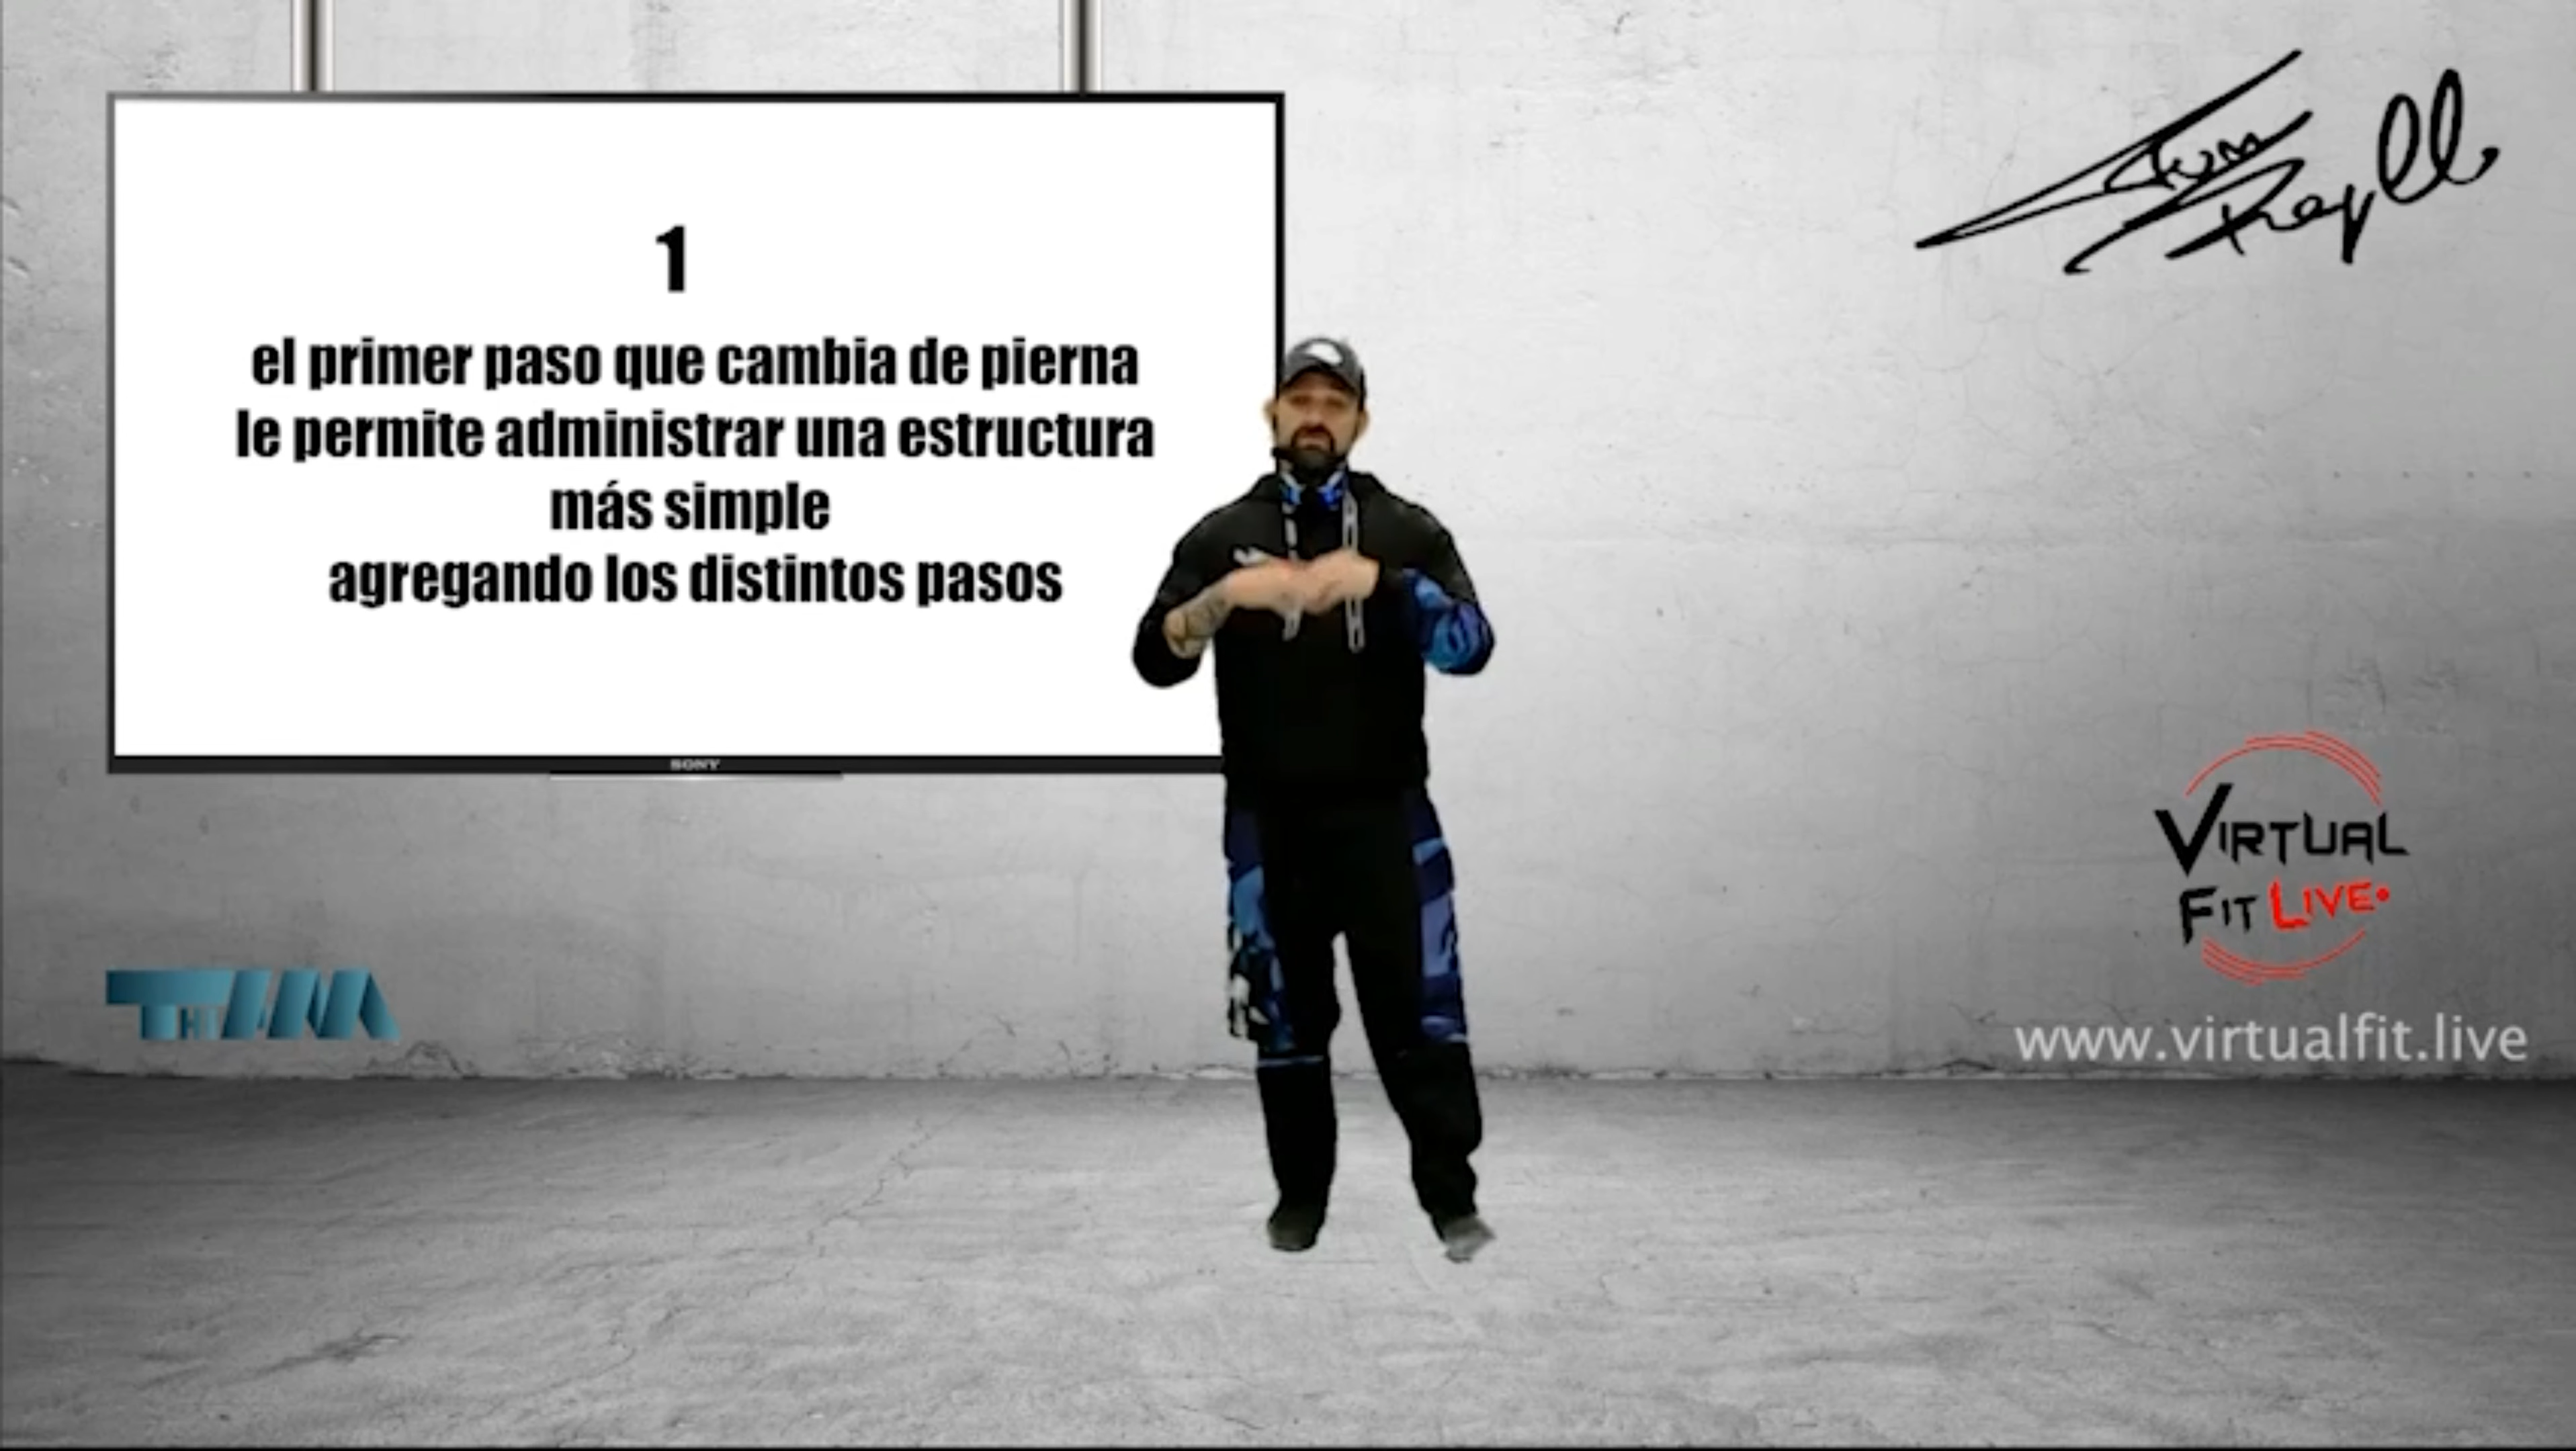 1
el primer paso que cambia de pierna
le permite administrar una estructura
más simple
agregando los distintos pasos
SONY
VIRTUAL
FIT LIVE
www.virtualfit.live